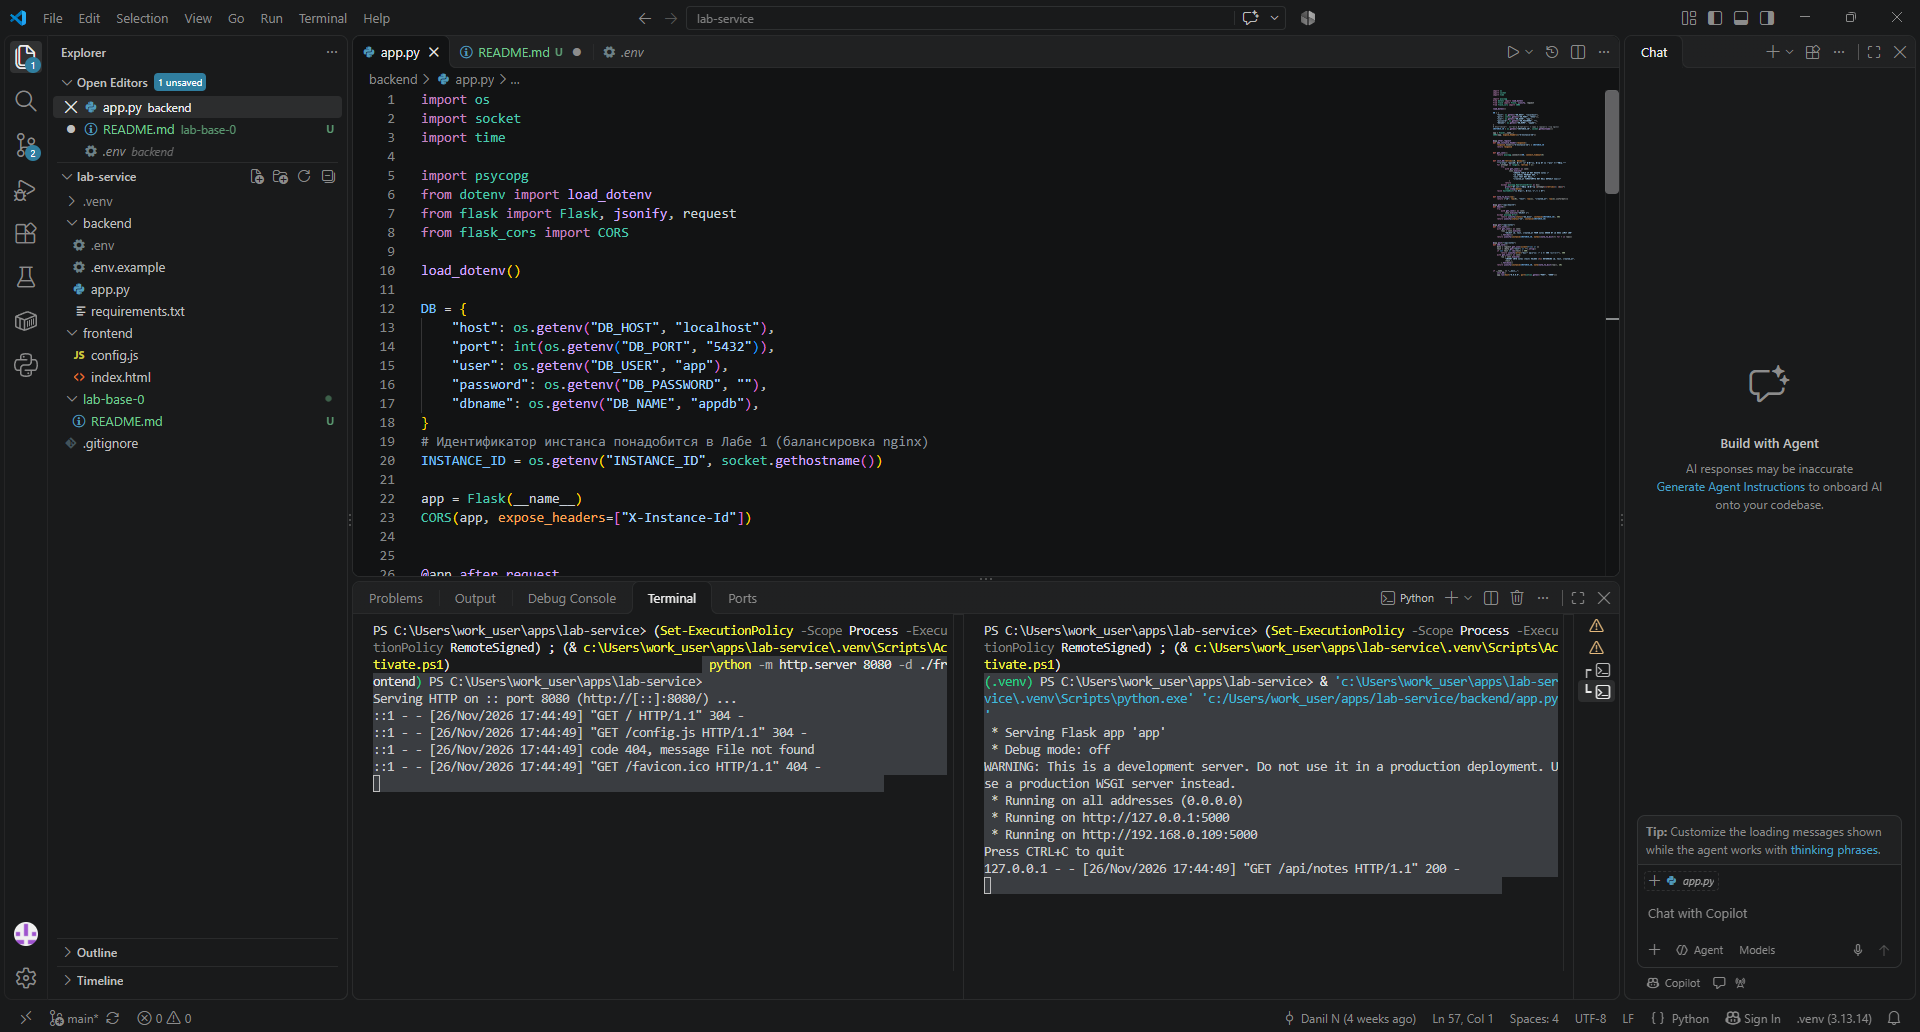 File Edit Selection View Go Run Terminal Help
lab-service
Explorer
Open Editors 1 unsaved
app.py backend
README.md lab-base-0 U
.env backend
lab-service
.venv
backend
.env
.env.example
app.py
requirements.txt
frontend
JS config.js
<> index.html
lab-base-0
README.md U
.gitignore
Outline
Timeline
1
2
app.py
README.md U
.env
backend > app.py > ...
1 import os
2 import socket
3 import time
4
5 import psycopg
6 from dotenv import load_dotenv
7 from flask import Flask, jsonify, request
8 from flask_cors import CORS
9
10 load_dotenv()
11
12 DB = {
13 "host": os.getenv("DB_HOST", "localhost"),
14 "port": int(os.getenv("DB_PORT", "5432")),
15 "user": os.getenv("DB_USER", "app"),
16 "password": os.getenv("DB_PASSWORD", ""),
17 "dbname": os.getenv("DB_NAME", "appdb"),
18 }
19 # Идентификатор инстанса понадобится в Лабе 1 (балансировка nginx)
20 INSTANCE_ID = os.getenv("INSTANCE_ID", socket.gethostname())
21
22 app = Flask(__name__)
23 CORS(app, expose_headers=["X-Instance-Id"])
24
25
26 @app.after_request
Problems Output Debug Console Terminal Ports
Python
PS C:\Users\work_user\apps\lab-service> (Set-ExecutionPolicy -Scope Process -Execu
tionPolicy RemoteSigned) ; (& c:\Users\work_user\apps\lab-service\.venv\Scripts\Ac
tivate.ps1) python -m http.server 8080 -d ./fr
ontend) PS C:\Users\work_user\apps\lab-service>
Serving HTTP on :: port 8080 (http://[::]:8080/) ...
::1 - - [26/Nov/2026 17:44:49] "GET / HTTP/1.1" 304 -
::1 - - [26/Nov/2026 17:44:49] "GET /config.js HTTP/1.1" 304 -
::1 - - [26/Nov/2026 17:44:49] code 404, message File not found
::1 - - [26/Nov/2026 17:44:49] "GET /favicon.ico HTTP/1.1" 404 -
PS C:\Users\work_user\apps\lab-service> (Set-ExecutionPolicy -Scope Process -Execu
tionPolicy RemoteSigned) ; (& c:\Users\work_user\apps\lab-service\.venv\Scripts\Ac
tivate.ps1)
(.venv) PS C:\Users\work_user\apps\lab-service> & 'c:\Users\work_user\apps\lab-ser
vice\.venv\Scripts\python.exe' 'c:/Users/work_user/apps/lab-service/backend/app.py
'
* Serving Flask app 'app'
* Debug mode: off
WARNING: This is a development server. Do not use it in a production deployment. U
se a production WSGI server instead.
* Running on all addresses (0.0.0.0)
* Running on http://127.0.0.1:5000
* Running on http://192.168.0.109:5000
Press CTRL+C to quit
127.0.0.1 - - [26/Nov/2026 17:44:49] "GET /api/notes HTTP/1.1" 200 -
Chat
Build with Agent
AI responses may be inaccurate
Generate Agent Instructions to onboard AI
onto your codebase.
Tip: Customize the loading messages shown
while the agent works with thinking phrases.
app.py
Chat with Copilot
Agent Models
Copilot
main* 0 0
Danil N (4 weeks ago) Ln 57, Col 1 Spaces: 4 UTF-8 LF { } Python Sign In .venv (3.13.14)